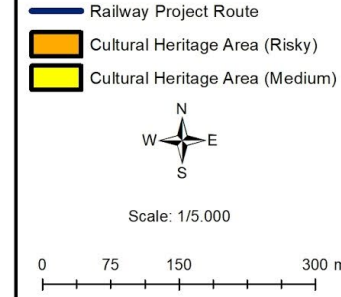 Railway Project Route
Cultural Heritage Area (Risky)
Cultural Heritage Area (Medium)
N
W E
S
Scale: 1/5.000
0 75 150 300 m